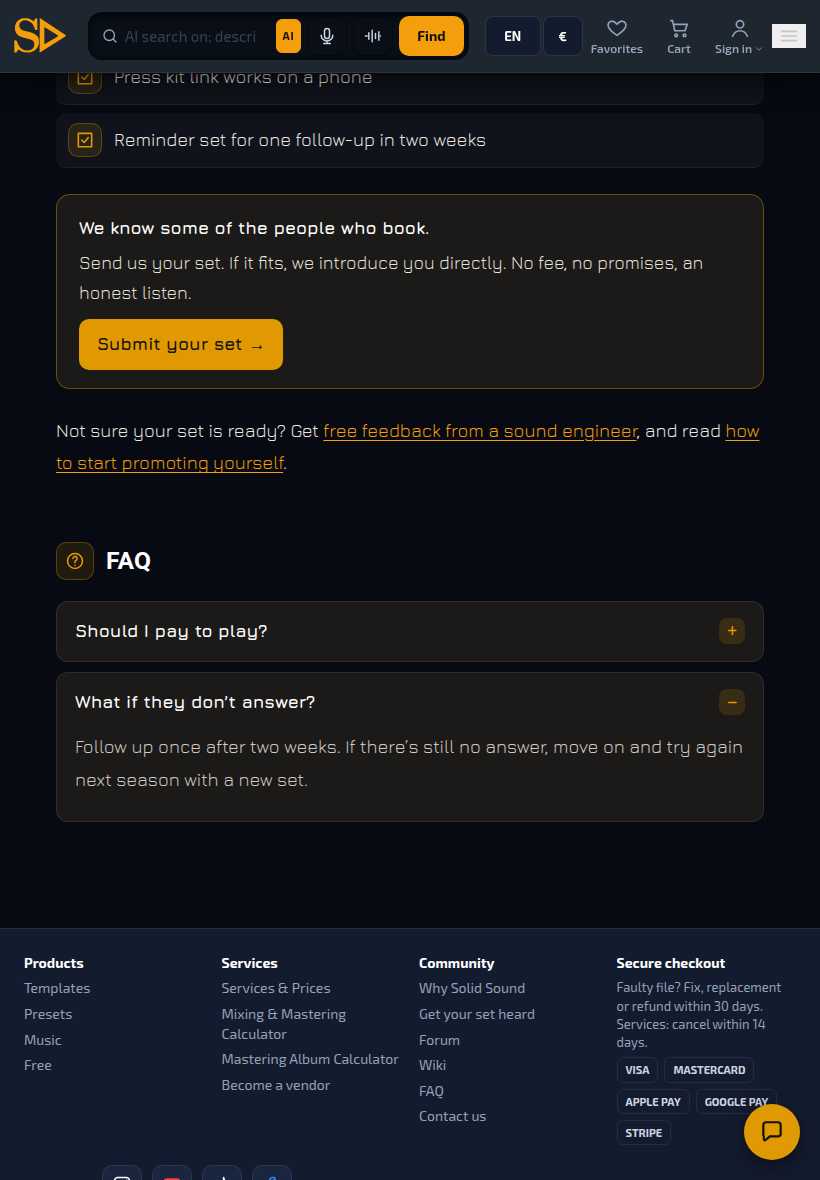 SD
AI search on: descri
AI
Find
EN
€
Favorites
Cart
Sign in
Press kit link works on a phone
Reminder set for one follow-up in two weeks
We know some of the people who book.
Send us your set. If it fits, we introduce you directly. No fee, no promises, an
honest listen.
Submit your set →
Not sure your set is ready? Get free feedback from a sound engineer, and read how
to start promoting yourself.
FAQ
Should I pay to play?
+
What if they don't answer?
−
Follow up once after two weeks. If there's still no answer, move on and try again
next season with a new set.
Products
Templates
Presets
Music
Free
Services
Services & Prices
Mixing & Mastering
Calculator
Mastering Album Calculator
Become a vendor
Community
Why Solid Sound
Get your set heard
Forum
Wiki
FAQ
Contact us
Secure checkout
Faulty file? Fix, replacement
or refund within 30 days.
Services: cancel within 14
days.
VISA
MASTERCARD
APPLE PAY
GOOGLE PAY
STRIPE